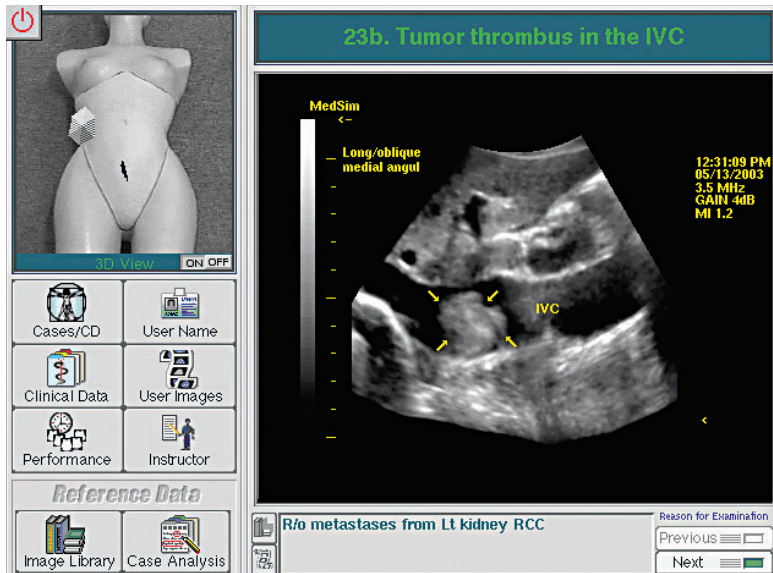 23b. Tumor thrombus in the IVC
3D View ON OFF
Cases/CD
User Name
Clinical Data
User Images
Performance
Instructor
Reference Data
Image Library
Case Analysis
MedSim
Long/oblique
medial angul
12:31:09 PM
05/13/2003
3.5 MHz
GAIN 4dB
MI 1.2
IVC
R/o metastases from Lt kidney RCC
Reason for Examination
Previous
Next